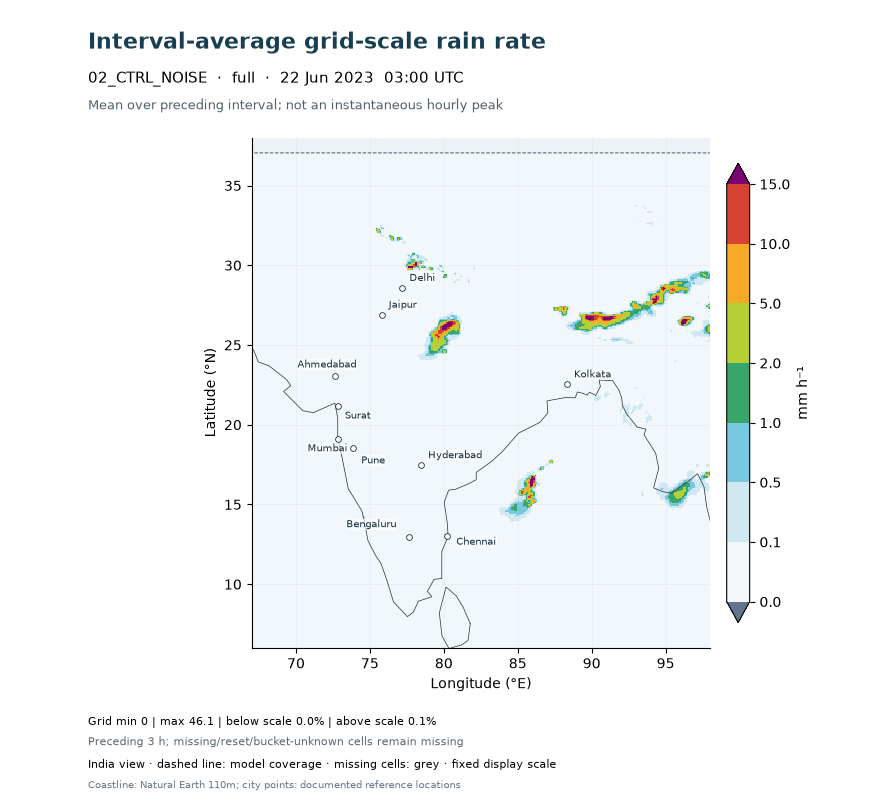 Interval-average grid-scale rain rate
02_CTRL_NOISE · full · 22 Jun 2023 03:00 UTC
Mean over preceding interval; not an instantaneous hourly peak
35
30
25
20
15
10
Latitude (°N)
70
75
80
85
90
95
Longitude (°E)
Delhi
Jaipur
Ahmedabad
Kolkata
Surat
Mumbai
Pune
Hyderabad
Bengaluru
Chennai
15.0
10.0
5.0
2.0
1.0
0.5
0.1
0.0
mm h⁻¹
Grid min 0 | max 46.1 | below scale 0.0% | above scale 0.1%
Preceding 3 h; missing/reset/bucket-unknown cells remain missing
India view · dashed line: model coverage · missing cells: grey · fixed display scale
Coastline: Natural Earth 110m; city points: documented reference locations